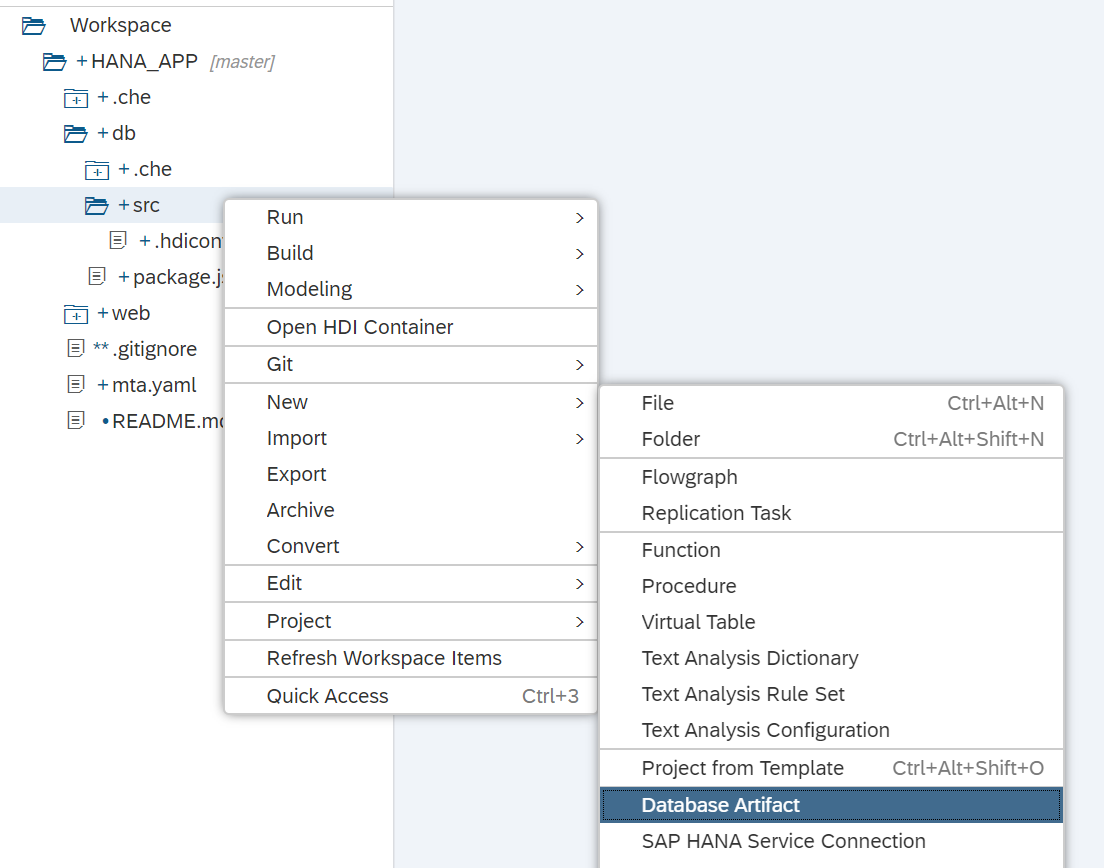 Workspace
+ HANA_APP [master]
+ .che
+ db
+ .che
+ src
+ .hdicon
+ package.j
+ web
** .gitignore
+ mta.yaml
• README.m
Run
Build
Modeling
Open HDI Container
Git
New
Import
Export
Archive
Convert
Edit
Project
Refresh Workspace Items
Quick Access Ctrl+3
File Ctrl+Alt+N
Folder Ctrl+Alt+Shift+N
Flowgraph
Replication Task
Function
Procedure
Virtual Table
Text Analysis Dictionary
Text Analysis Rule Set
Text Analysis Configuration
Project from Template Ctrl+Alt+Shift+O
Database Artifact
SAP HANA Service Connection